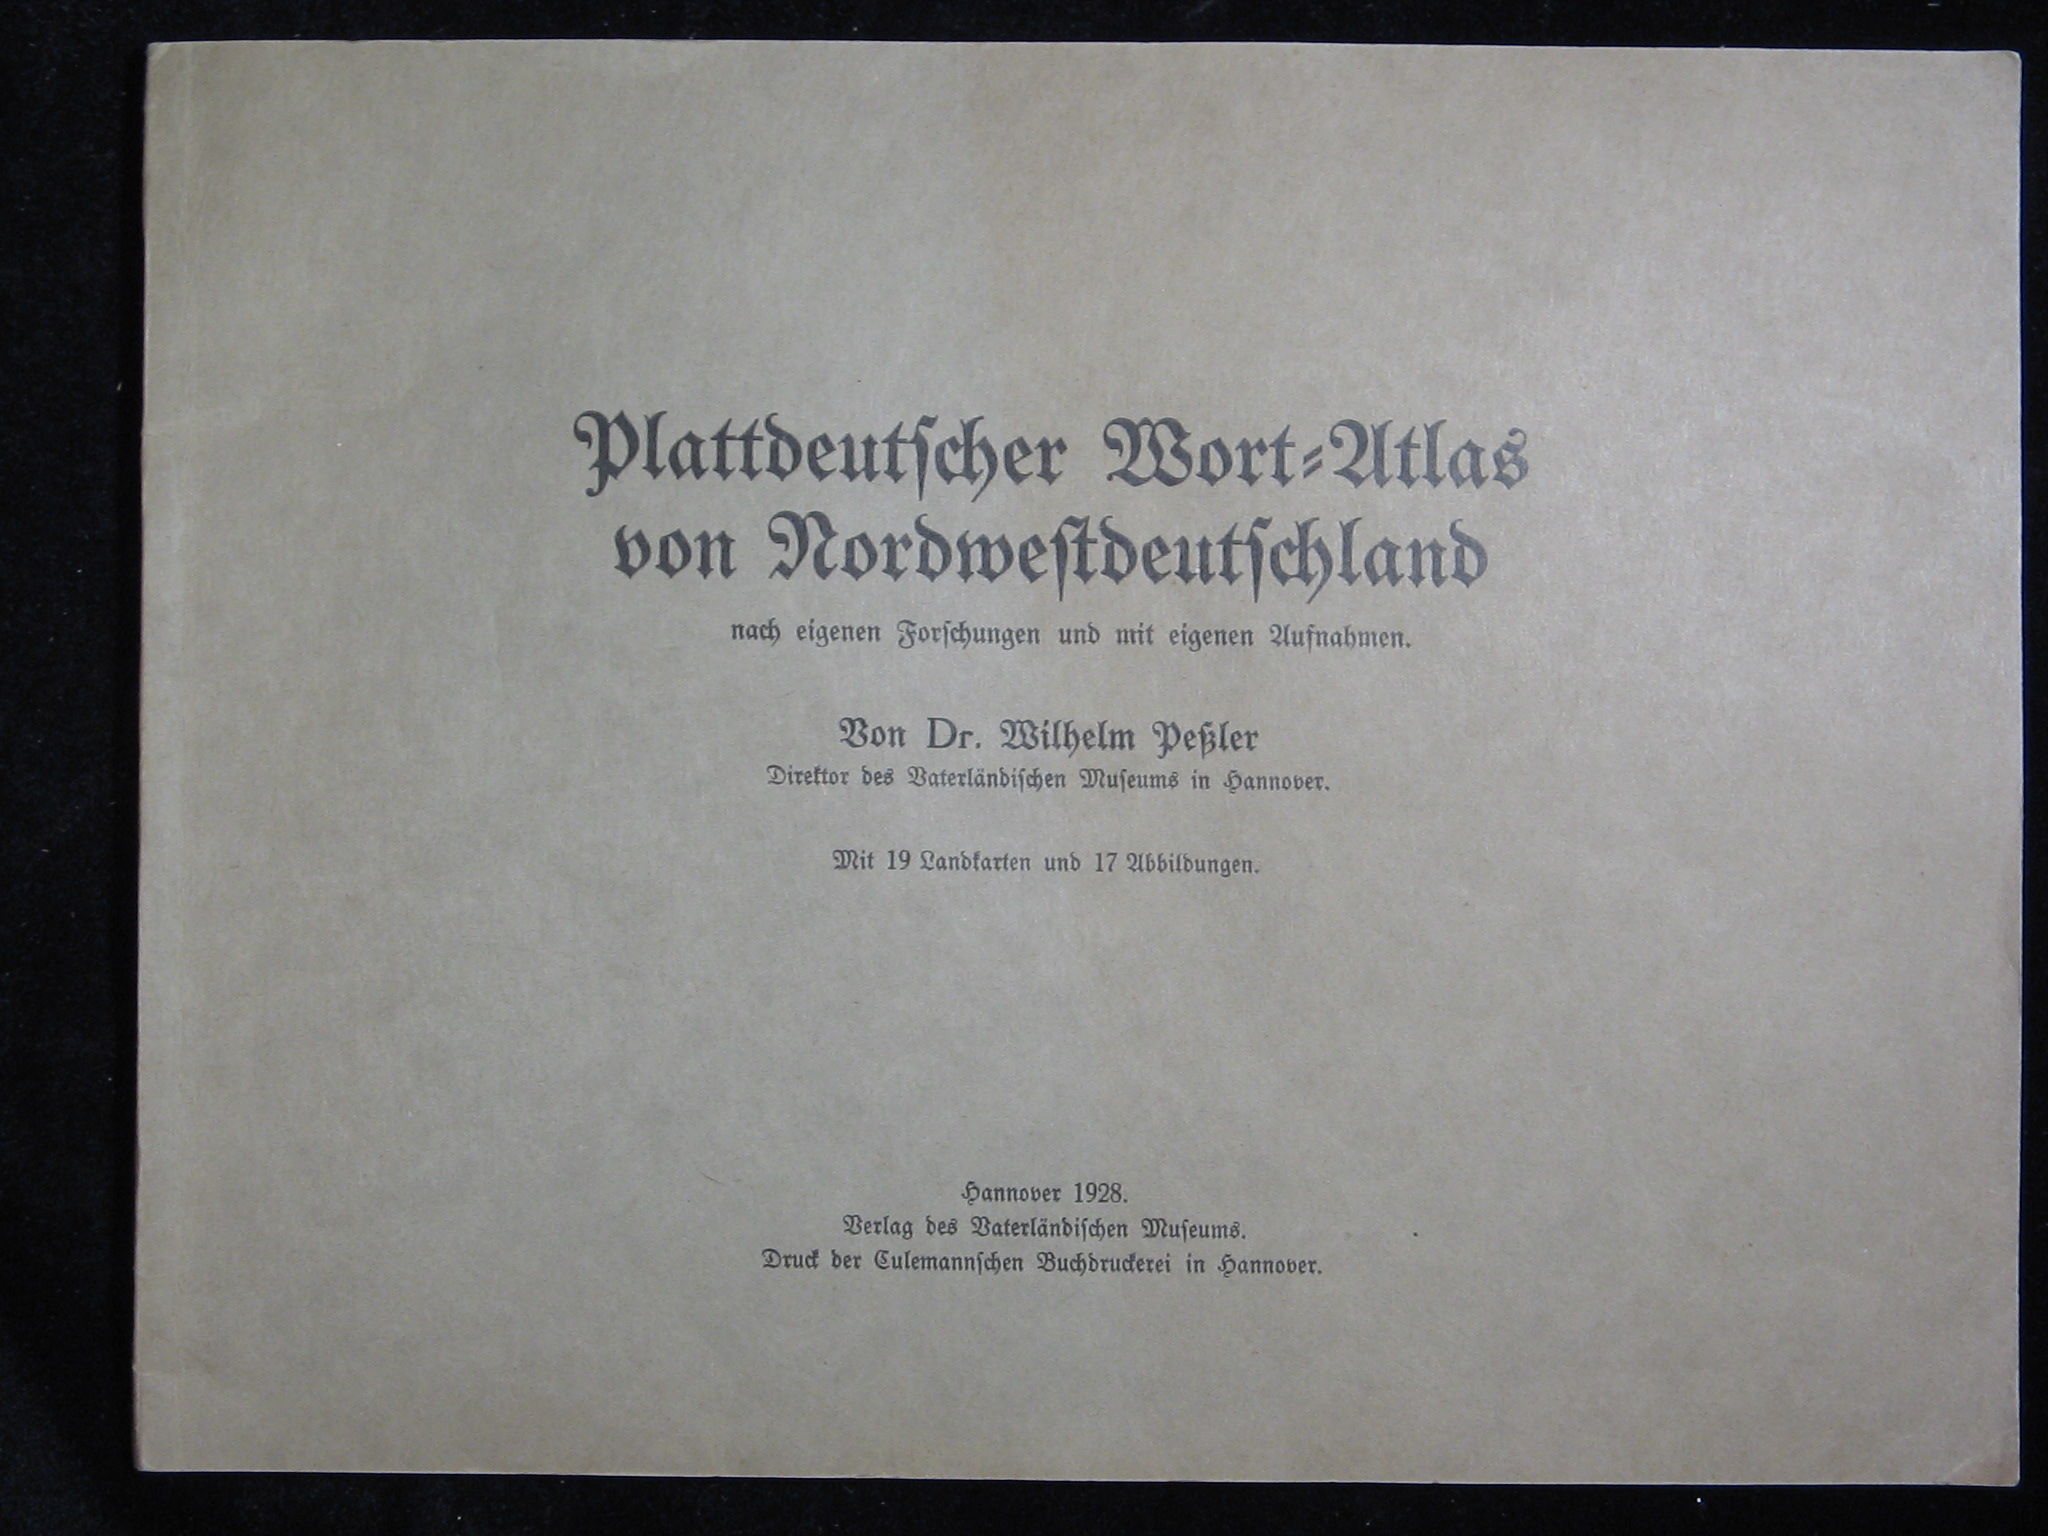 Plattdeutscher Wort-Atlas
von Nordwestdeutschland
nach eigenen Forschungen und mit eigenen Aufnahmen.
Von Dr. Wilhelm Peßler
Direktor des Vaterländischen Museums in Hannover.
Mit 19 Landkarten und 17 Abbildungen.
Hannover 1928.
Verlag des Vaterländischen Museums.
Druck der Culemannschen Buchdruckerei in Hannover.